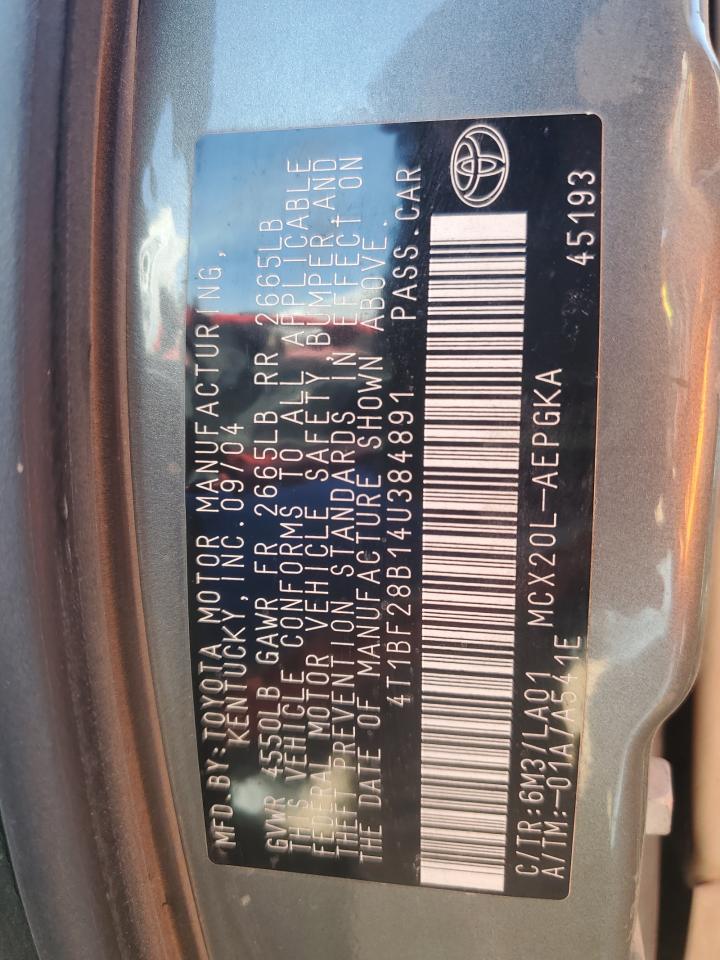 MFD.BY:TOYOTA MOTOR MANUFACTURING,
KENTUCKY,INC.09/04
GVWR 4550LB GAWR FR 2665LB RR 2665LB
THIS VEHICLE CONFORMS TO ALL APPLICABLE
FEDERAL MOTOR VEHICLE SAFETY,BUMPER,AND
THEFT PREVENTION STANDARDS IN EFFECT ON
THE DATE OF MANUFACTURE SHOWN ABOVE.
4T1BF28B14U384891 PASS.CAR
C/TR:6M3/LA01 MCX20L-AEPGKA
A/TM:-01A/A541E 45193